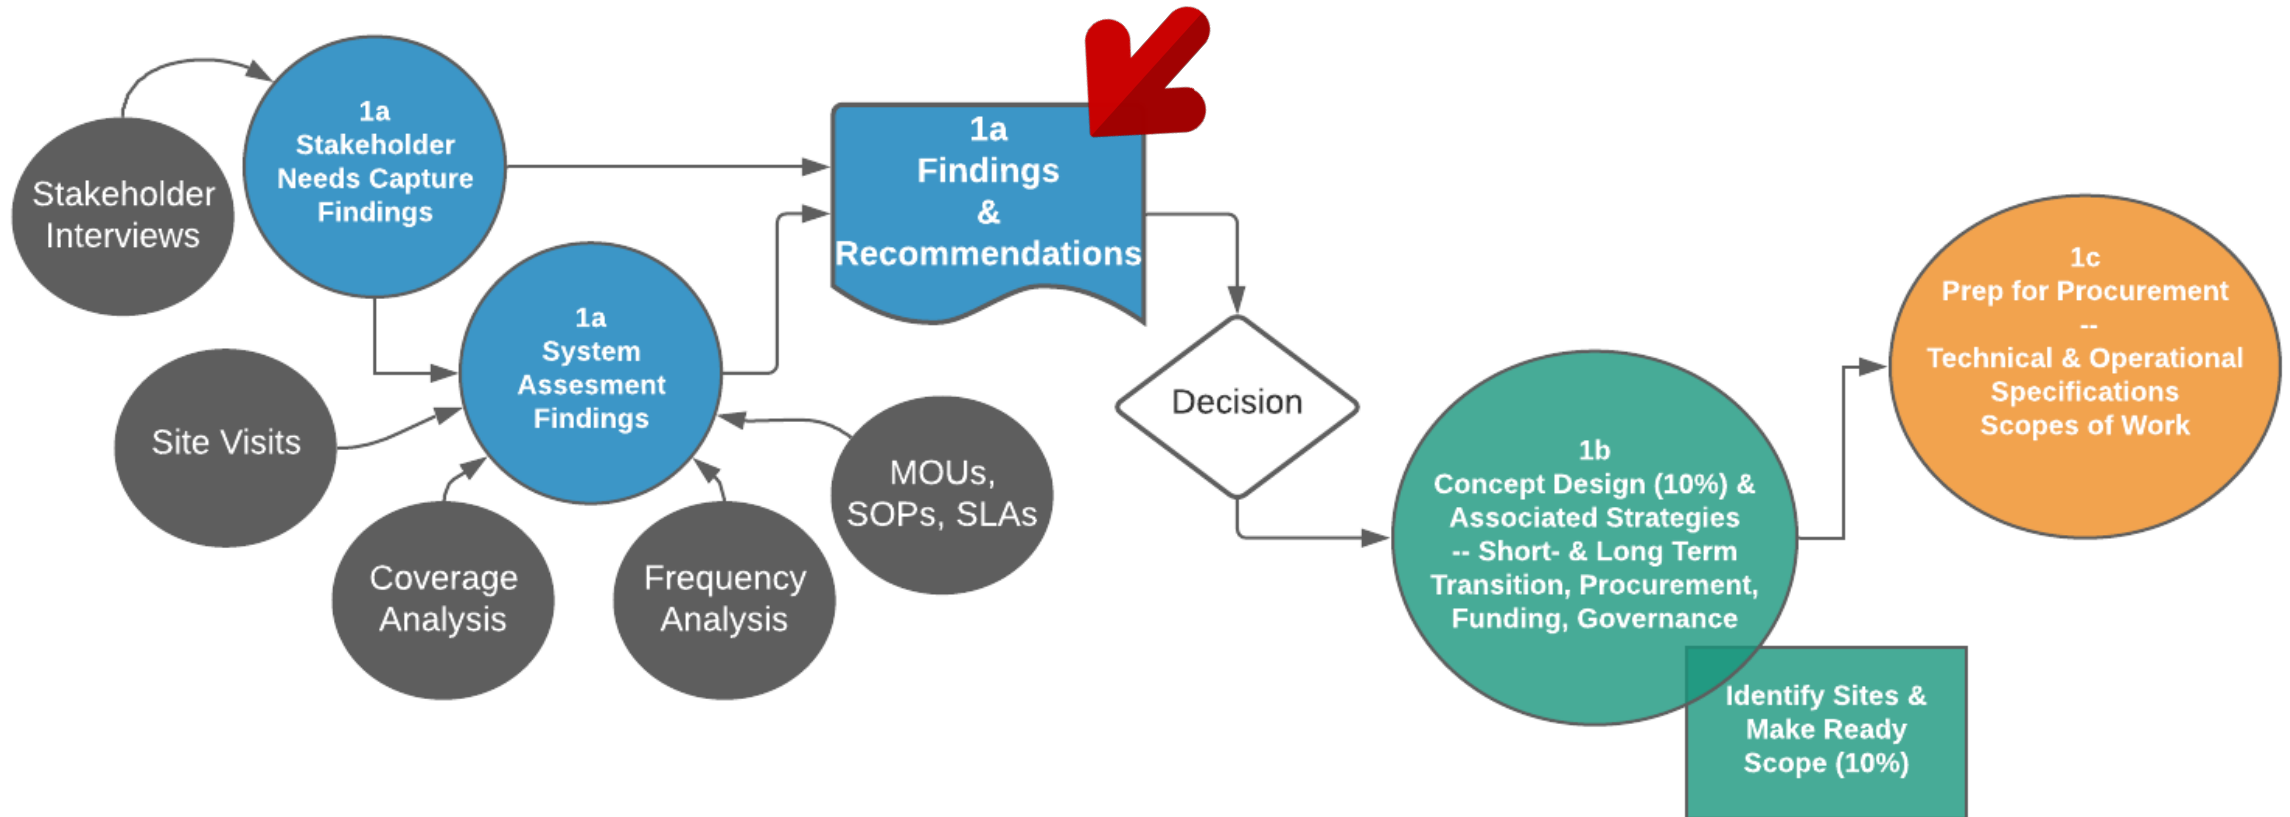 Stakeholder
Interviews
1a
Stakeholder
Needs Capture
Findings
1a
System
Assesment
Findings
Site Visits
Coverage
Analysis
Frequency
Analysis
MOUs,
SOPs, SLAs
1a
Findings
&
Recommendations
Decision
1b
Concept Design (10%) &
Associated Strategies
-- Short- & Long Term
Transition, Procurement,
Funding, Governance
Identify Sites &
Make Ready
Scope (10%)
1c
Prep for Procurement
--
Technical & Operational
Specifications
Scopes of Work